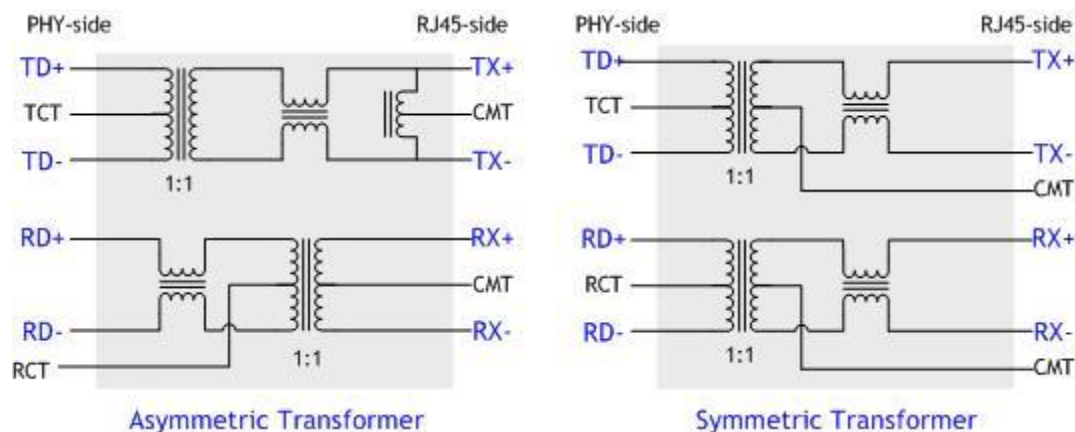 PHY-side RJ45-side
TD+ TX+
TCT CMT
TD- TX-
1:1
RD+ RX+
CMT
RD- RX-
RCT 1:1
Asymmetric Transformer
PHY-side RJ45-side
TD+ TX+
TCT
TD- TX-
1:1 CMT
RD+ RX+
RCT
RD- RX-
1:1 CMT
Symmetric Transformer